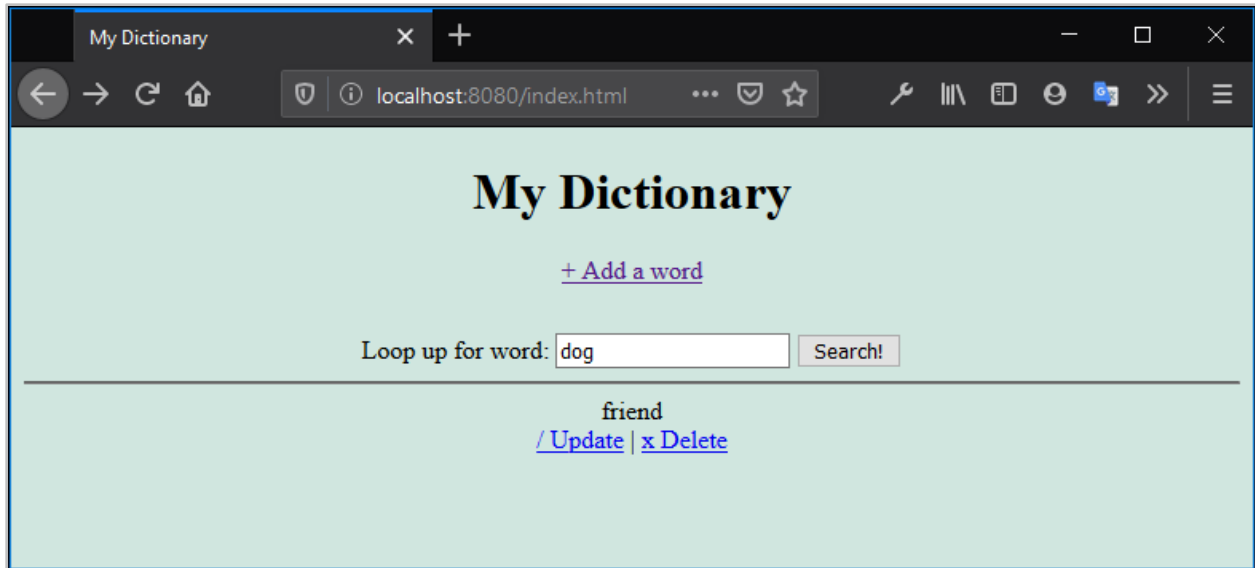 My Dictionary
localhost:8080/index.html
My Dictionary
+ Add a word
Loop up for word: dog Search!
friend
/ Update | x Delete